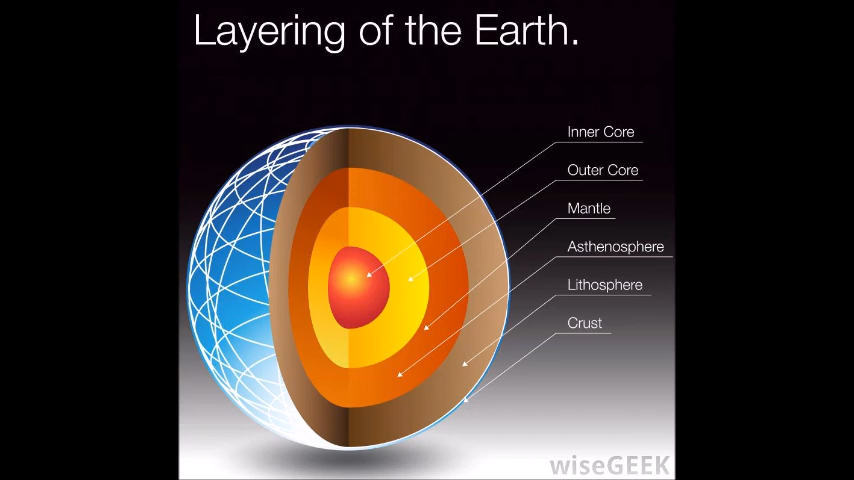 Layering of the Earth.
Inner Core
Outer Core
Mantle
Asthenosphere
Lithosphere
Crust
wiseGEEK